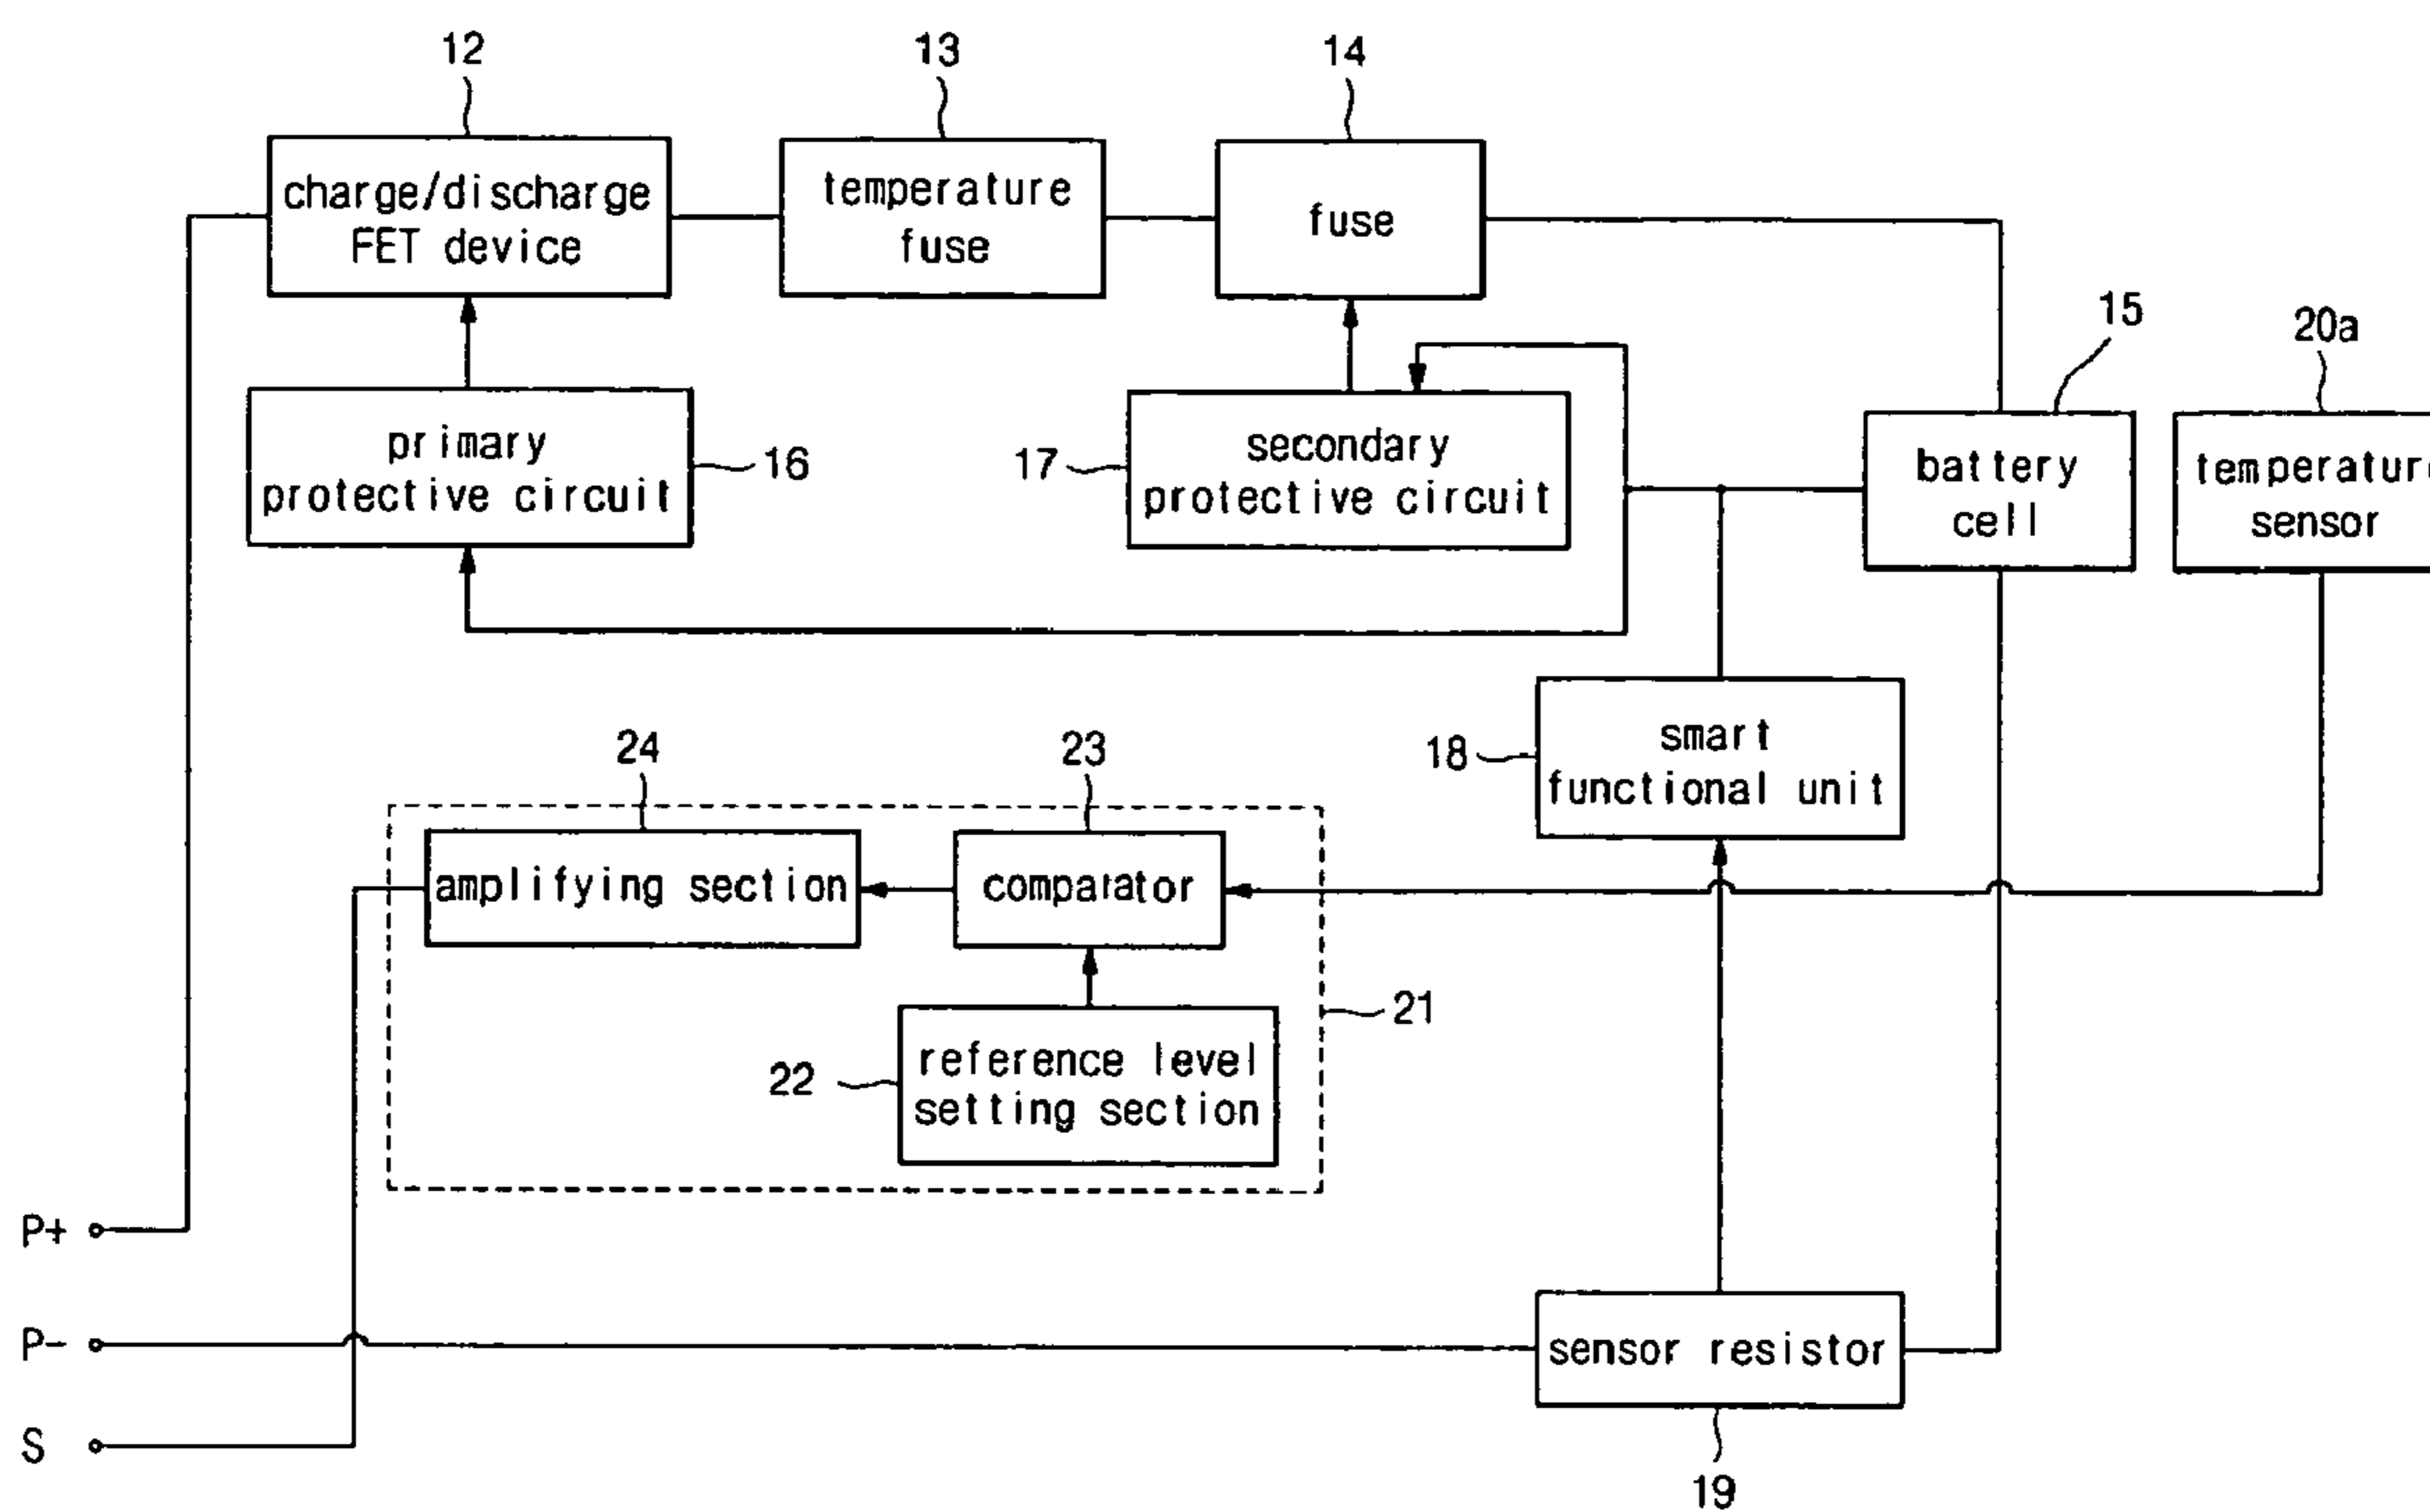 12
13
14
charge/discharge
FET device
temperature
fuse
fuse
15
20a
primary
protective circuit
16
17
secondary
protective circuit
battery
cell
temperature
sensor
18
smart
functional unit
24
23
amplifying section
comparator
21
22
reference level
setting section
P+
P-
sensor resistor
S
19